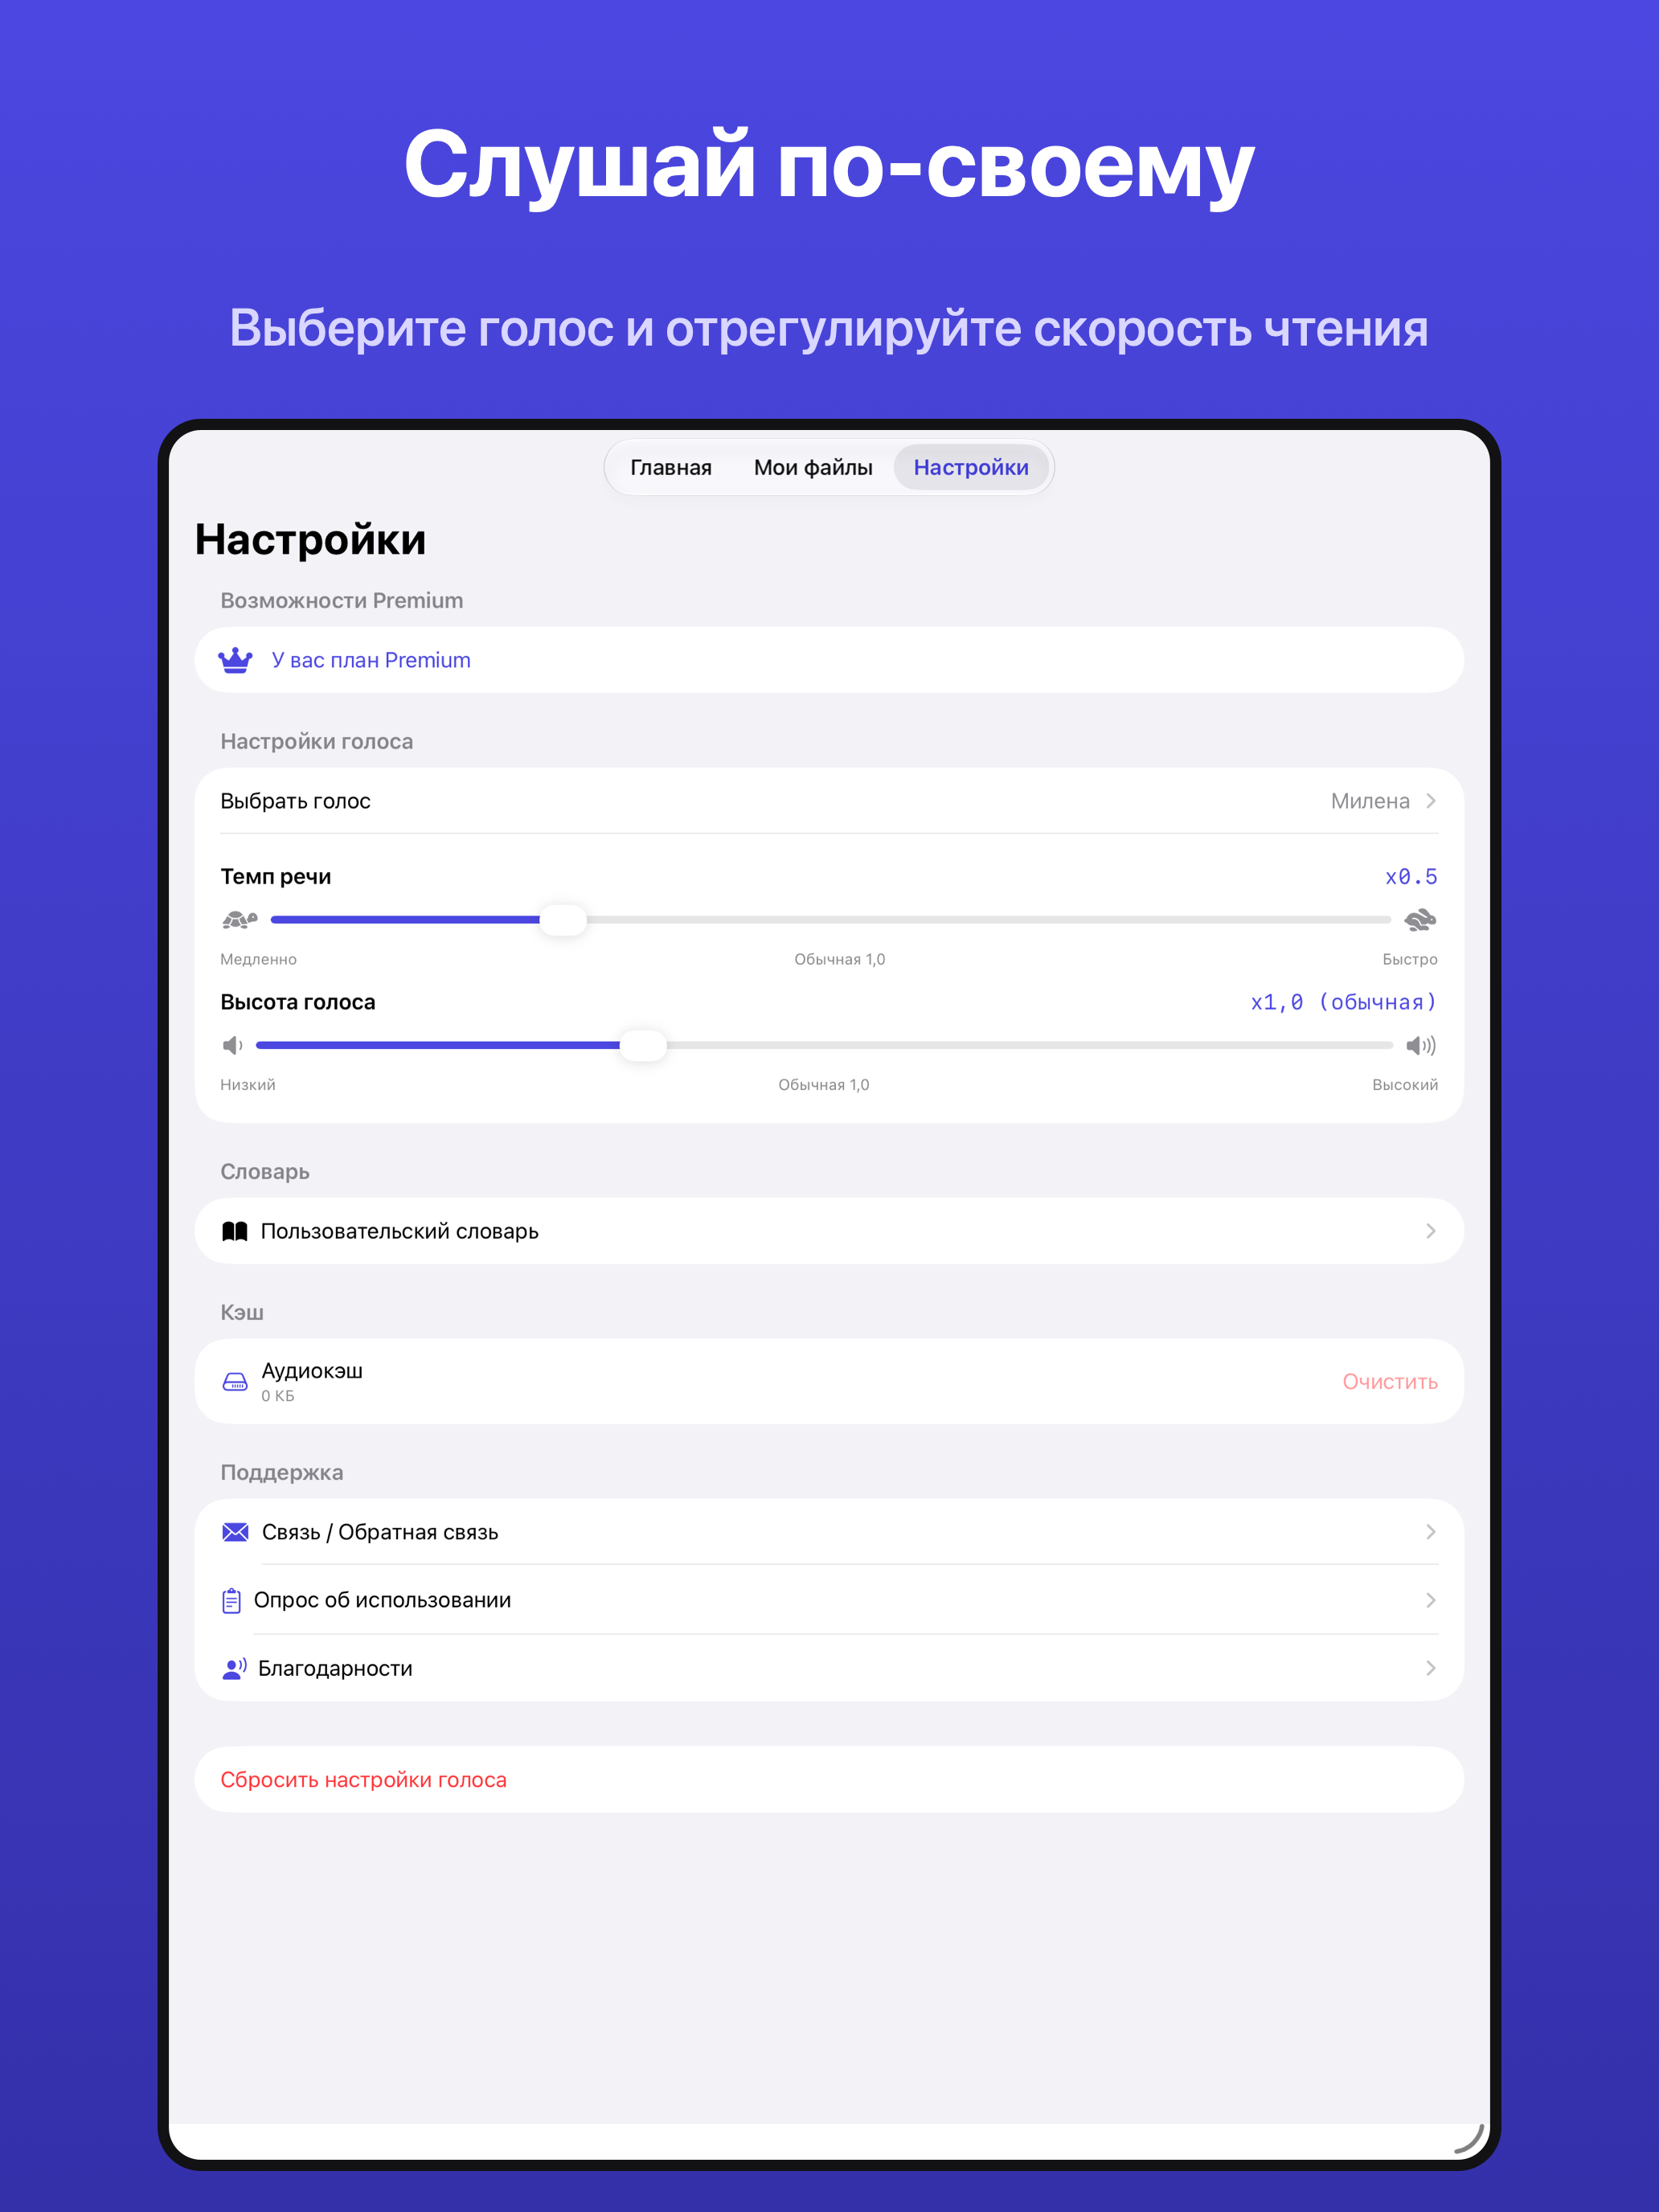 Слушай по-своему
Выберите голос и отрегулируйте скорость чтения
Главная Мои файлы Настройки
Настройки
Возможности Premium
У вас план Premium
Настройки голоса
Выбрать голос Милена
Темп речи x0.5
Медленно Обычная 1,0 Быстро
Высота голоса x1,0 (обычная)
Низкий Обычная 1,0 Высокий
Словарь
Пользовательский словарь
Кэш
Аудиокэш
0 КБ
Очистить
Поддержка
Связь / Обратная связь
Опрос об использовании
Благодарности
Сбросить настройки голоса